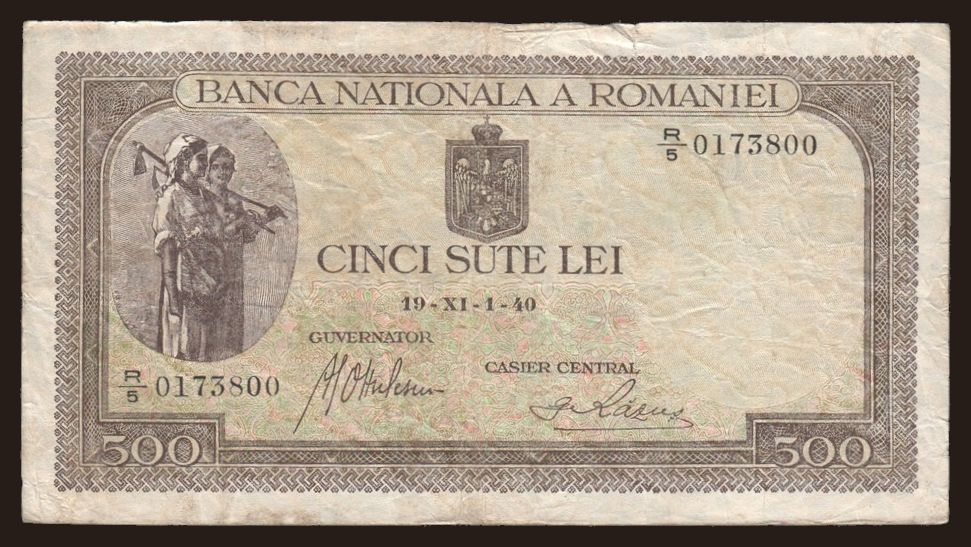 BANCA NATIONALA A ROMANIEI
R/5 0173800
CINCI SUTE LEI
19-XI-1-40
GUVERNATOR
CASIER CENTRAL
R/5 0173800
500
500